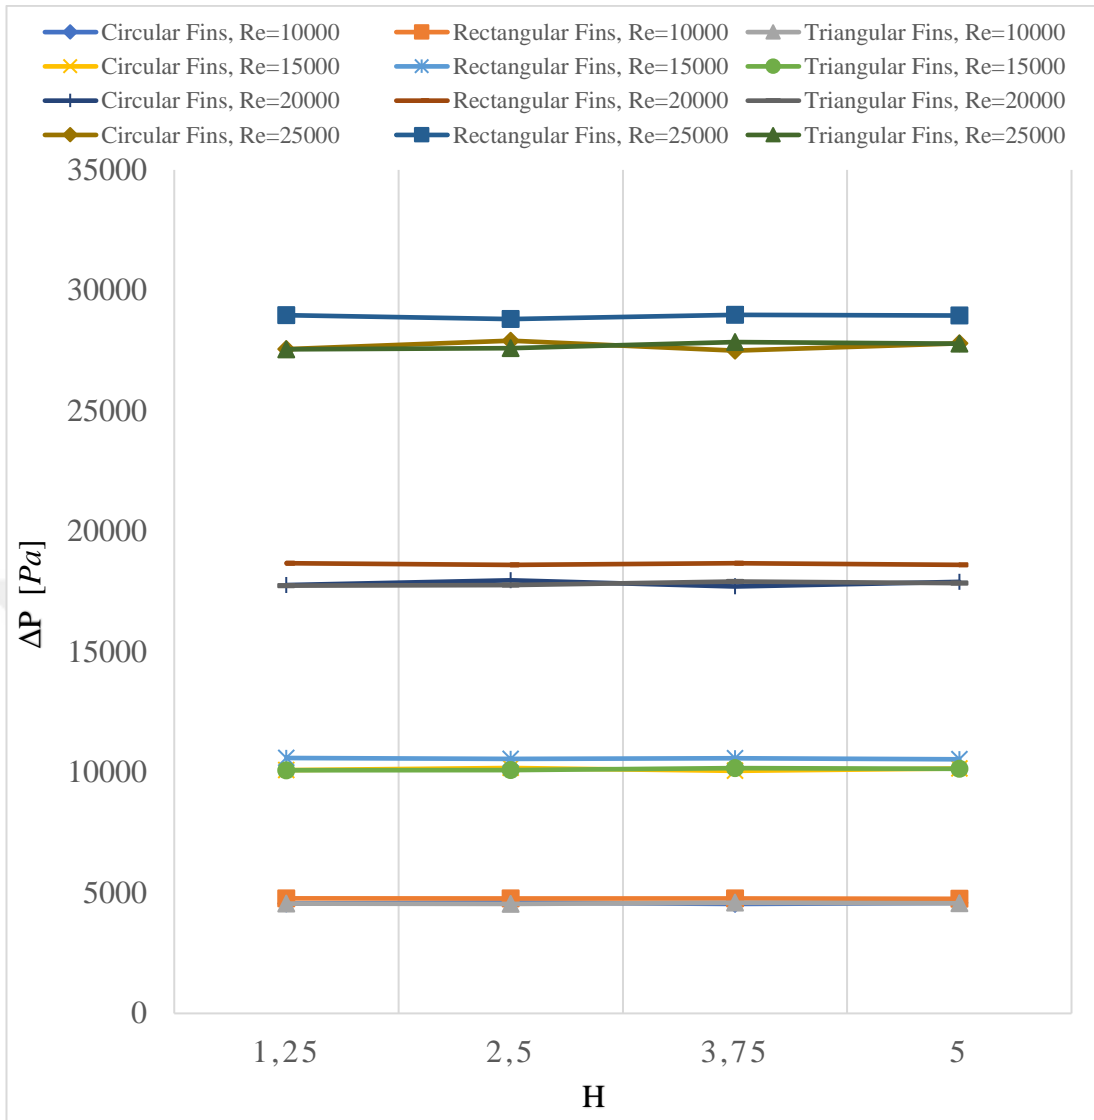 Circular Fins, Re=10000 Rectangular Fins, Re=10000 Triangular Fins, Re=10000
Circular Fins, Re=15000 Rectangular Fins, Re=15000 Triangular Fins, Re=15000
Circular Fins, Re=20000 Rectangular Fins, Re=20000 Triangular Fins, Re=20000
Circular Fins, Re=25000 Rectangular Fins, Re=25000 Triangular Fins, Re=25000
35000
30000
25000
20000
15000
10000
5000
0
ΔP [Pa]
1,25 2,5 3,75 5
H